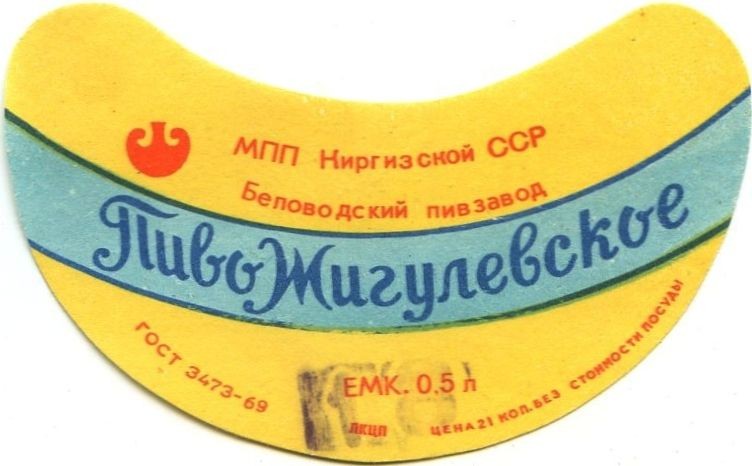 МПП Киргизской ССР
Беловодский пивзавод
Пиво Жигулевское
ГОСТ 3473-69
ЕМК. 0,5 л
ЛКЦП
ЦЕНА 21 КОП. БЕЗ СТОИМОСТИ ПОСУДЫ